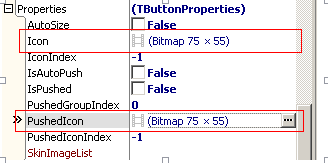 Properties (TButtonProperties)
AutoSize False
Icon (Bitmap 75 × 55)
IconIndex -1
IsAutoPush False
IsPushed False
PushedGroupIndex 0
PushedIcon (Bitmap 75 × 55) ...
PushedIconIndex -1
SkinImageList